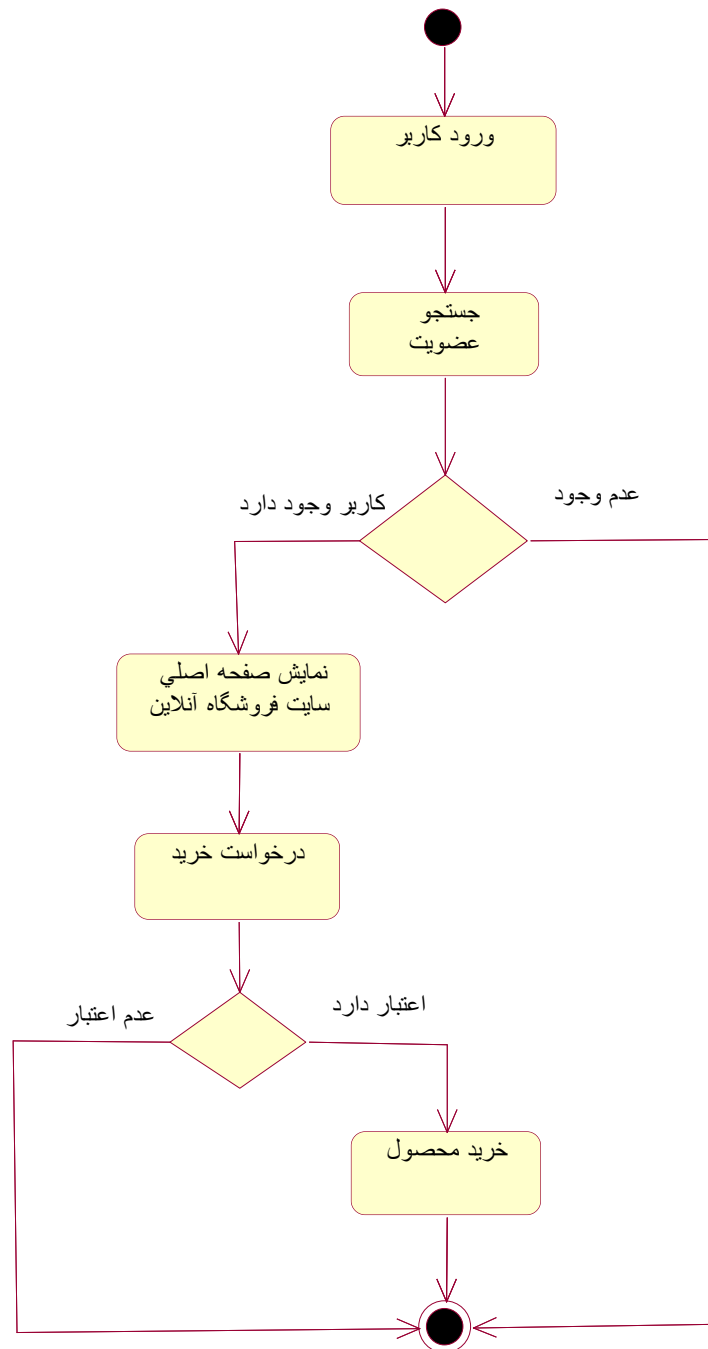 ورود کاربر
جستجو
عضویت
عدم وجود
کاربر وجود دارد
نمایش صفحه اصلي
سایت فروشگاه آنلاین
درخواست خرید
اعتبار دارد
عدم اعتبار
خرید محصول